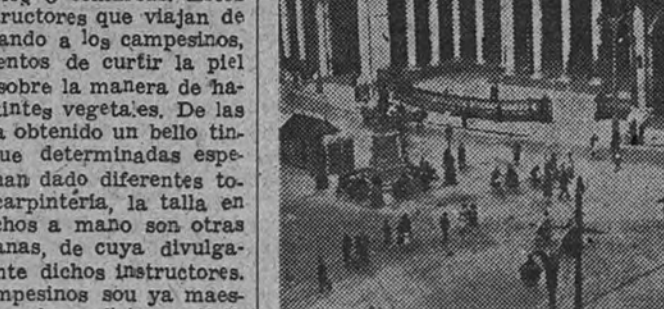 ructores que viajan de
ando a los campesinos,
entos de curtir la piel
sobre la manera de ha-
intes vegetales. De las
a obtenido un bello tin-
ue determinadas espe-
han dado diferentes to-
carpintería, la talla en
chos a mano son otras
anas, de cuya divulga-
nte dichos instructores.
mpesinos sou ya maes-